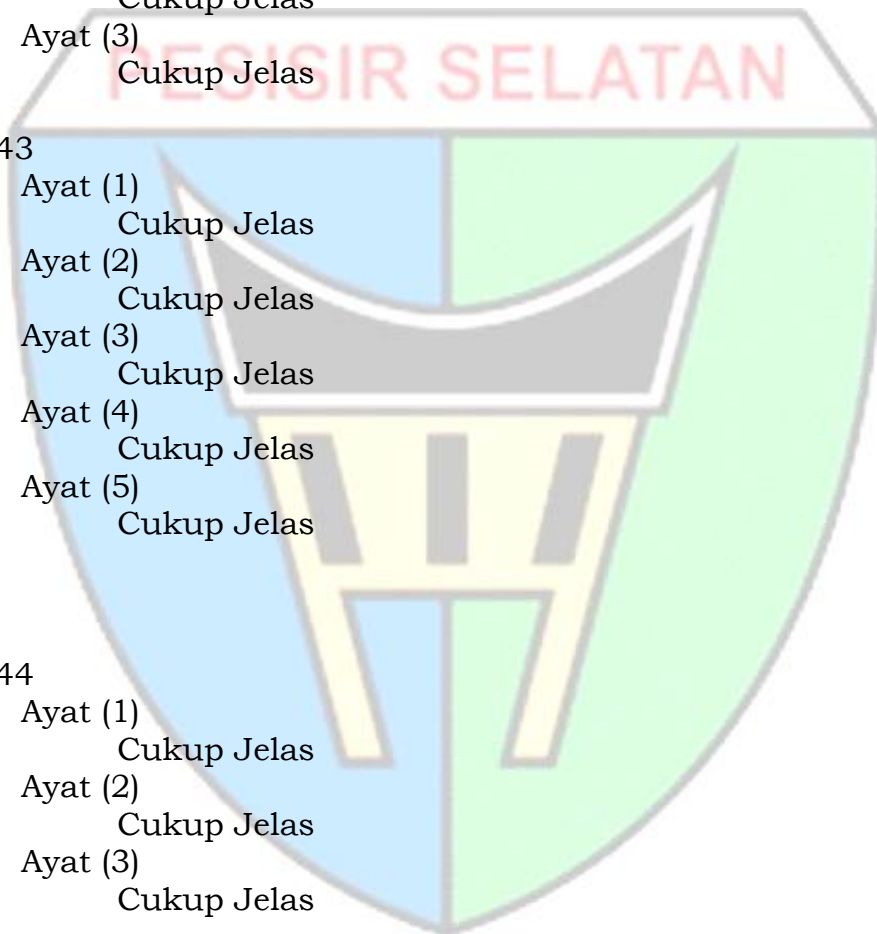 Cukup Jelas
Ayat (3)
Cukup Jelas
PESISIR SELATAN
43
Ayat (1)
Cukup Jelas
Ayat (2)
Cukup Jelas
Ayat (3)
Cukup Jelas
Ayat (4)
Cukup Jelas
Ayat (5)
Cukup Jelas
44
Ayat (1)
Cukup Jelas
Ayat (2)
Cukup Jelas
Ayat (3)
Cukup Jelas